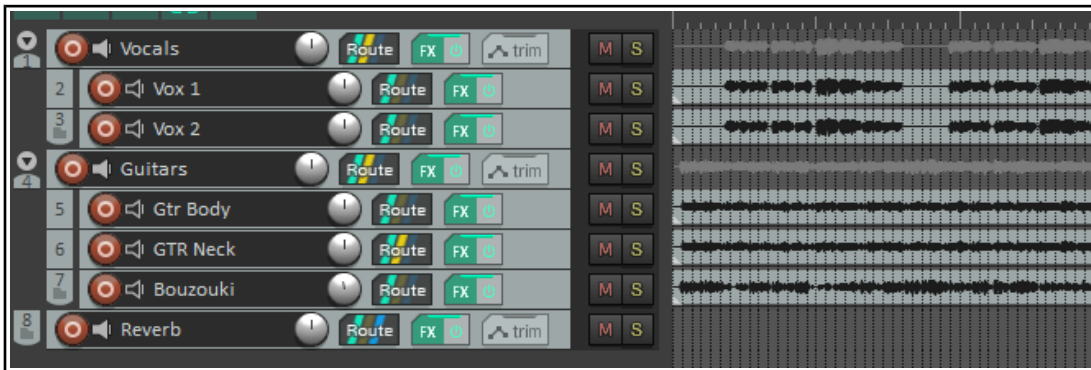 1 Vocals Route FX trim M S
2 Vox 1 Route FX M S
3 Vox 2 Route FX M S
4 Guitars Route FX trim M S
5 Gtr Body Route FX M S
6 GTR Neck Route FX M S
7 Bouzouki Route FX M S
8 Reverb Route FX trim M S